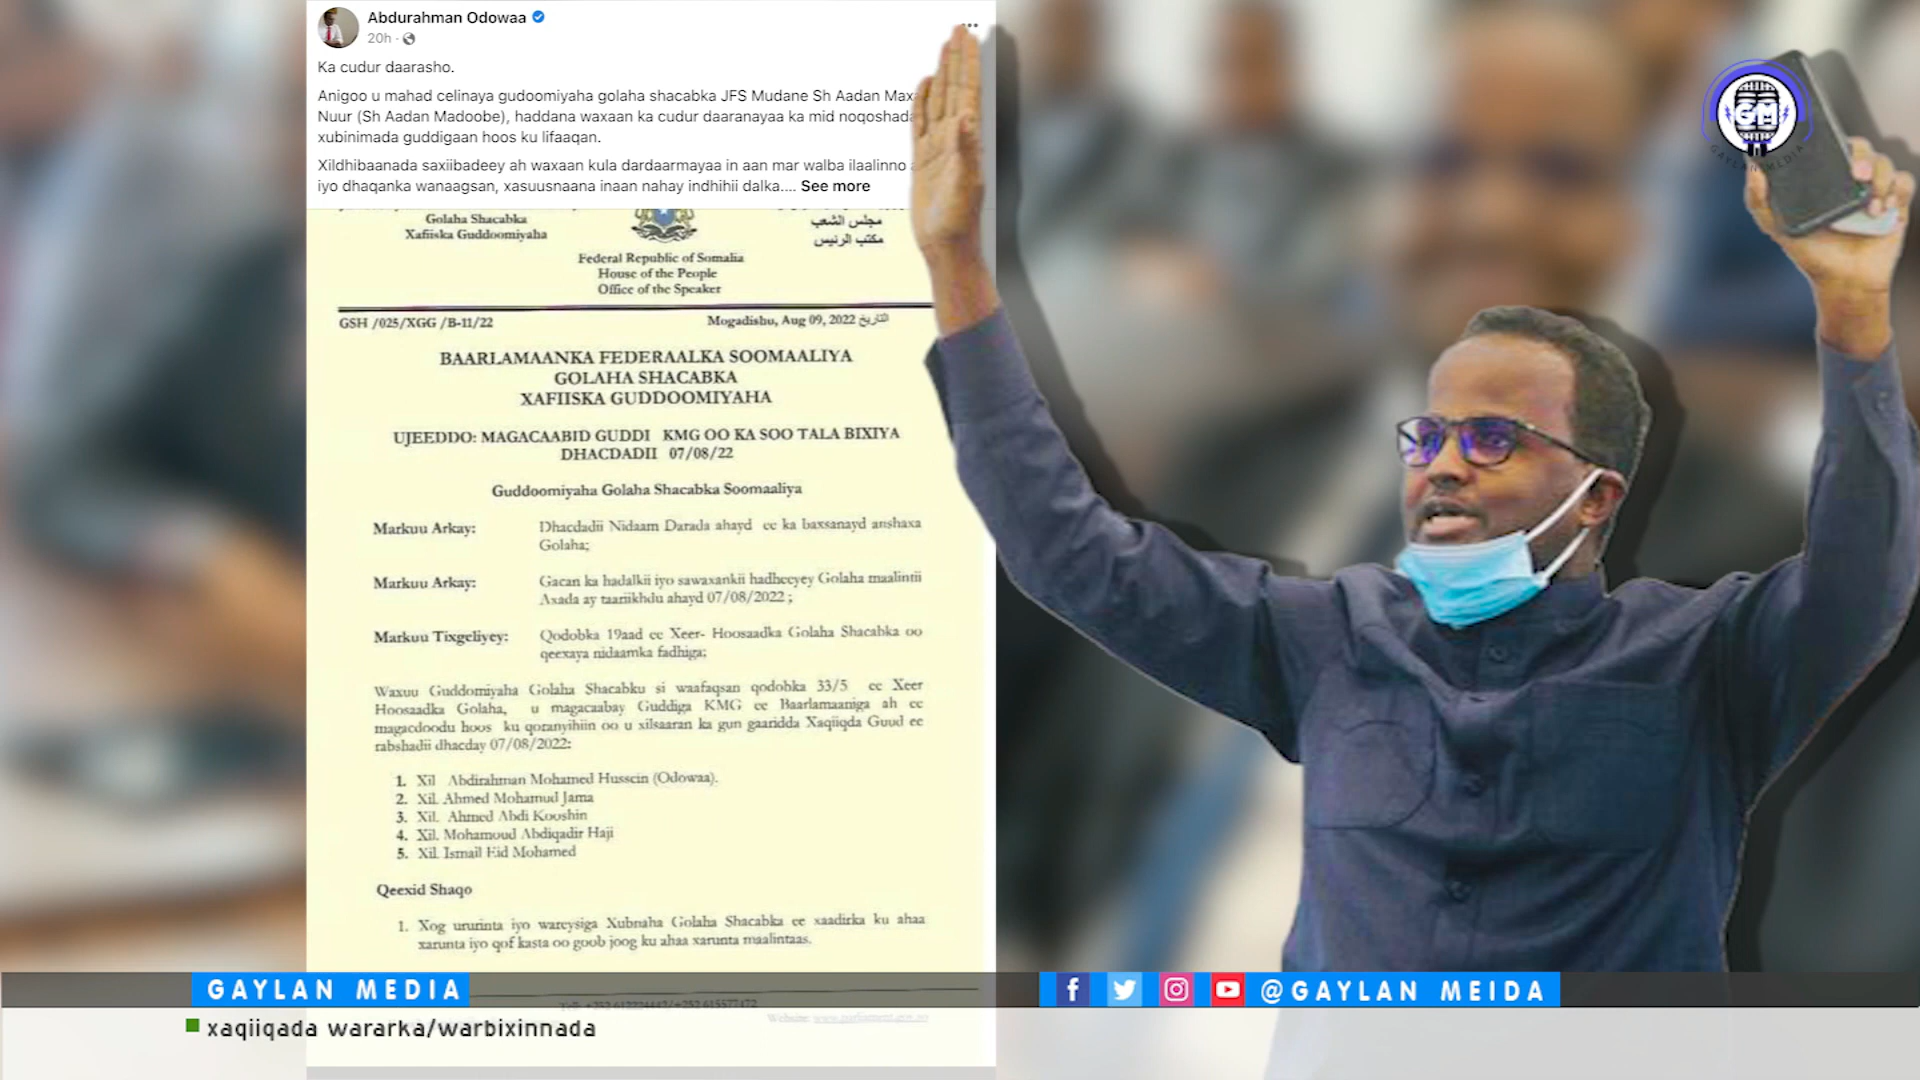 Abdurahman Odowaa
20h ·
Ka cudur daarasho.
Anigoo u mahad celinaya gudoomiyaha golaha shacabka JFS Mudane Sh Aadan
Nuur (Sh Aadan Madoobe), haddana waxaan ka cudur daaranayaa ka mid noqoshada
xubinimada guddigaan hoos ku lifaaqan.
Xildhibaanada saxiibadeey ah waxaan kula dardaarmayaa in aan mar walba ilaalinno
iyo dhaqanka wanaagsan, xasuusnaana inaan nahay indhihii dalka.... See more
Golaha Shacabka
Xafiiska Guddoomiyaha
مجلس الشعب
مكتب الرئيس
Federal Republic of Somalia
House of the People
Office of the Speaker
GSH /025/XGG /B-11/22
Mogadishu, Aug 09, 2022 التاريخ
BAARLAMAANKA FEDERAALKA SOOMAALIYA
GOLAHA SHACABKA
XAFIISKA GUDDOOMIYAHA
UJEEDDO: MAGACAABID GUDDI KMG OO KA SOO TALA BIXIYA
DHACDADII 07/08/22
Guddoomiyaha Golaha Shacabka Soomaaliya
Markuu Arkay: Dhacdadii Nidaam Darada ahayd ee ka baxsanayd anshaxa
Golaha;
Markuu Arkay: Gacan ka hadalkii iyo sawaxankii hadheeyey Golaha maalintii
Axada ay taariikhdu ahayd 07/08/2022 ;
Markuu Tixgeliyey: Qodobka 19aad ee Xeer- Hoosaadka Golaha Shacabka oo
qeexaya nidaamka fadhiga;
Waxuu Guddomiyaha Golaha Shacabku si waafaqsan qodobka 33/5 ee Xeer
Hoosaadka Golaha, u magacaabay Guddiga KMG ee Baarlamaaniga ah ee
magacdoodu hoos ku qoranyihiin oo u xilsaaran ka gun gaaridda Xaqiiqda Guud ee
rabshadii dhacday 07/08/2022:
1. Xil Abdirahman Mohamed Hussein (Odowaa).
2. Xil. Ahmed Mohamud Jama
3. Xil. Ahmed Abdi Kooshin
4. Xil. Mohamoud Abdiqadir Haji
5. Xil. Ismail Eid Mohamed
Qeexid Shaqo
1. Xog ururinta iyo wareysiga Xubnaha Golaha Shacabka ee xaadirka ku ahaa
xarunta iyo qof kasta oo goob joog ku ahaa xarunta maalintaas.
Website: www.parliament.gov.so
GM
GAYLAN MEDIA
GAYLAN MEDIA
@GAYLAN MEIDA
xaqiiqada wararka/warbixinnada